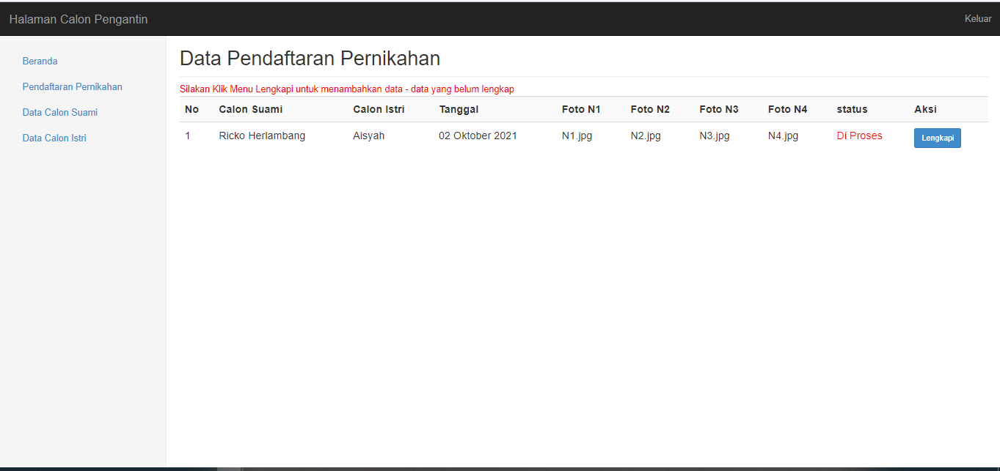 Halaman Calon Pengantin Keluar
Beranda
Pendaftaran Pernikahan
Data Calon Suami
Data Calon Istri
Data Pendaftaran Pernikahan
Silakan Klik Menu Lengkapi untuk menambahkan data - data yang belum lengkap
No Calon Suami Calon Istri Tanggal Foto N1 Foto N2 Foto N3 Foto N4 status Aksi
1 Ricko Herlambang Aisyah 02 Oktober 2021 N1.jpg N2.jpg N3.jpg N4.jpg Di Proses Lengkapi